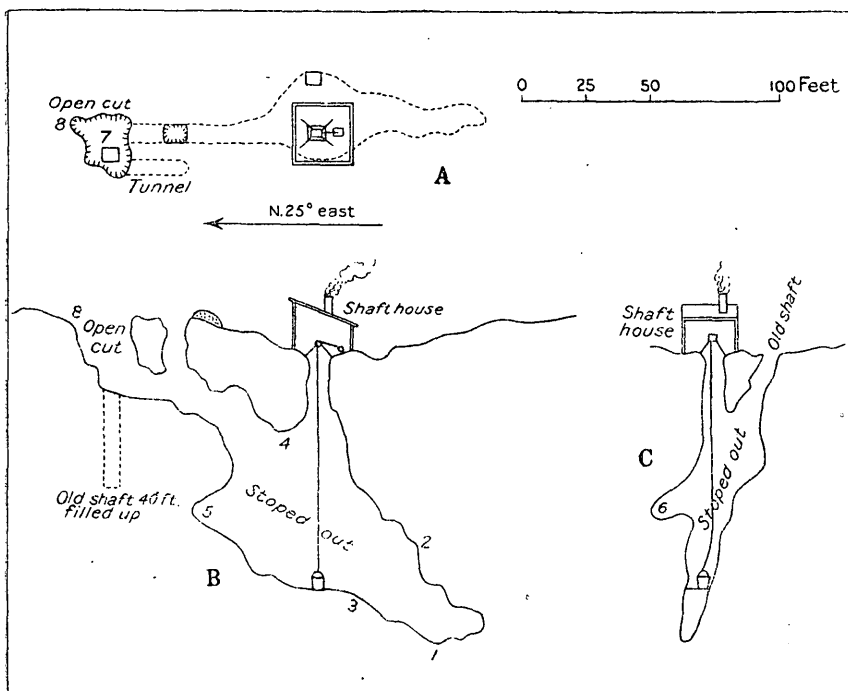 0 25 50 100 Feet
Open cut
8
7
Tunnel
A
N.25° east
8
Open
cut
Shaft house
4
Old shaft 40 ft.
filled up
5
Stoped out
2
B
3
1
Shaft
house
Old shaft
C
6
Stoped out